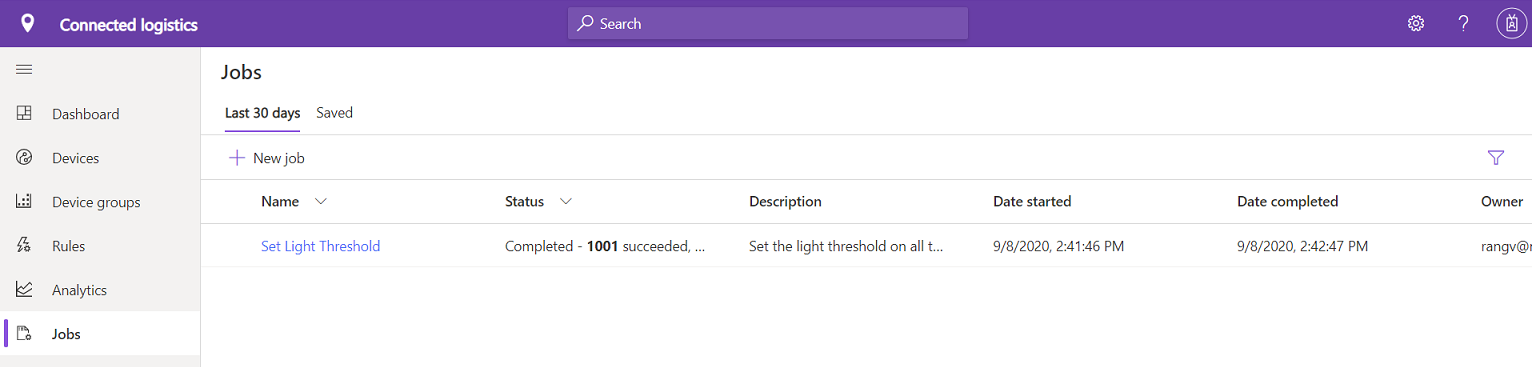 Connected logistics
Search
?
Jobs
Last 30 days Saved
Dashboard
Devices
Device groups
Rules
Analytics
Jobs
+ New job
Name Status Description Date started Date completed Owner
Set Light Threshold Completed - 1001 succeeded, ... Set the light threshold on all t... 9/8/2020, 2:41:46 PM 9/8/2020, 2:42:47 PM rangv@